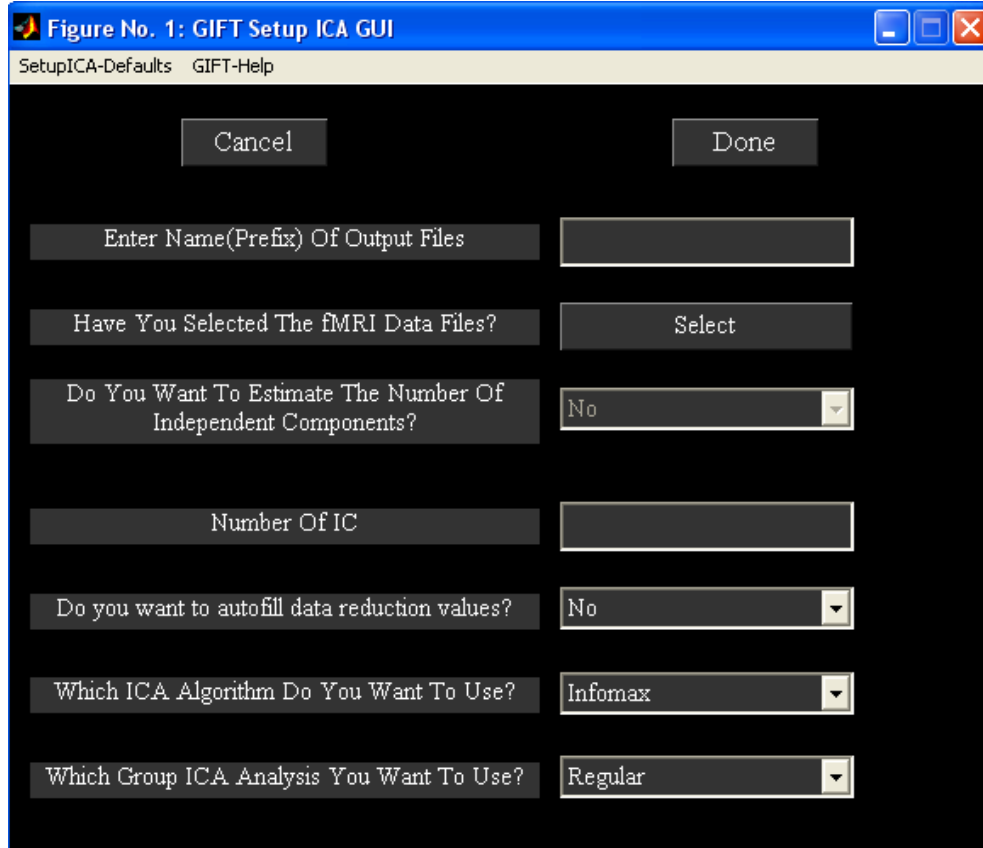 Figure No. 1: GIFT Setup ICA GUI
SetupICA-Defaults GIFT-Help
Cancel Done
Enter Name(Prefix) Of Output Files
Have You Selected The fMRI Data Files? Select
Do You Want To Estimate The Number Of
Independent Components? No
Number Of IC
Do you want to autofill data reduction values? No
Which ICA Algorithm Do You Want To Use? Infomax
Which Group ICA Analysis You Want To Use? Regular